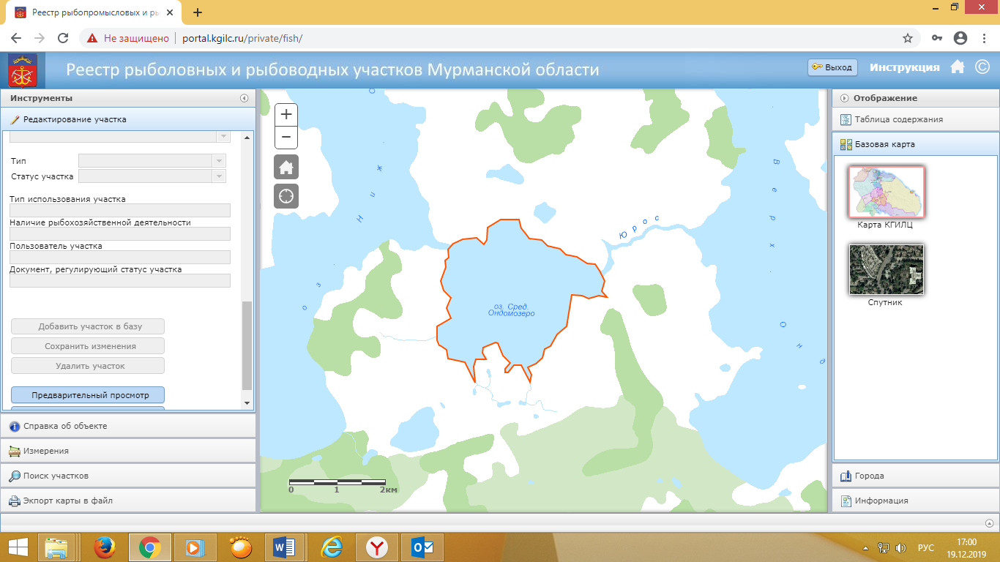 Реестр рыбопромысловых и ры
Не защищено
portal.kgilc.ru/private/fish/
Реестр рыболовных и рыбоводных участков Мурманской области
Выход
Инструкция
Инструменты
Редактирование участка
Тип
Статус участка
Тип использования участка
Наличие рыбохозяйственной деятельности
Пользователь участка
Документ, регулирующий статус участка
Добавить участок в базу
Сохранить изменения
Удалить участок
Предварительный просмотр
Справка об объекте
Измерения
Поиск участков
Экспорт карты в файл
+
−
о з Н и ж о
Юрос
оз. Сред.
Ондомозеро
В е р х . О н д
0 1 2км
Отображение
Таблица содержания
Базовая карта
Карта КГИЛЦ
Спутник
Города
Информация
РУС
17:00
19.12.2019